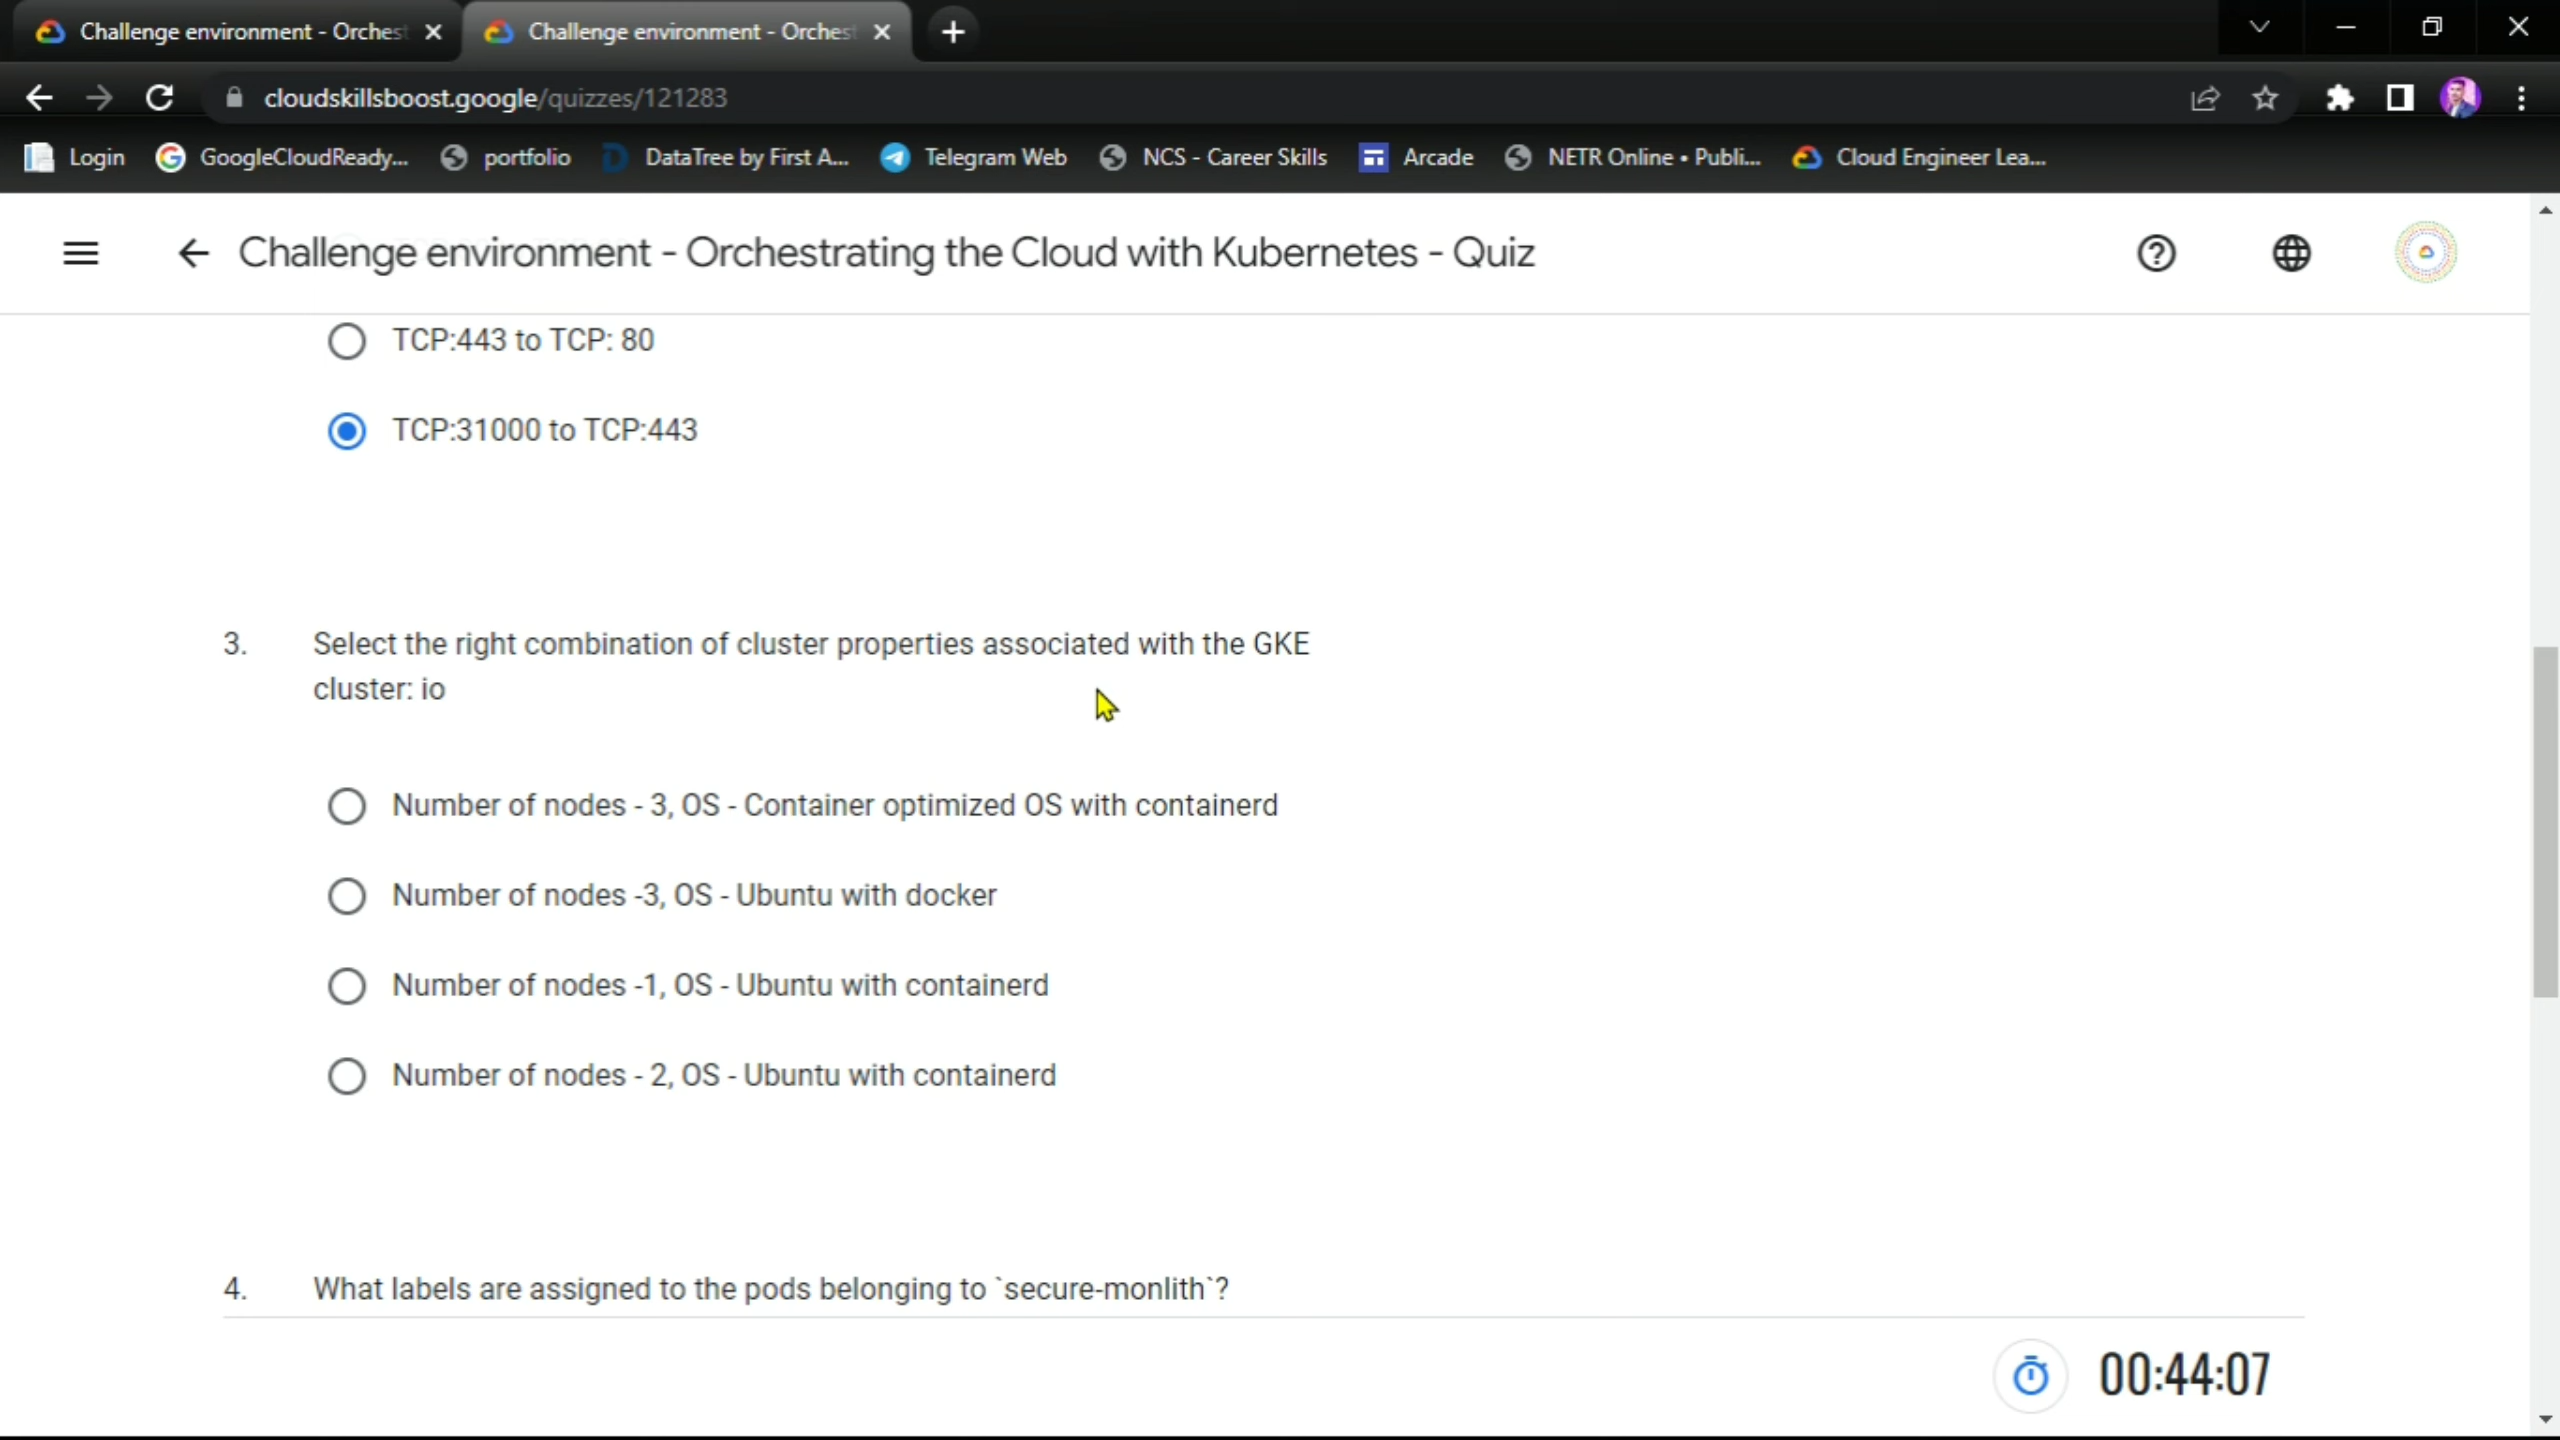 Challenge environment - Orchest
Challenge environment - Orchest
cloudskillsboost.google/quizzes/121283
Login
GoogleCloudReady...
portfolio
DataTree by First A...
Telegram Web
NCS - Career Skills
Arcade
NETR Online • Publi...
Cloud Engineer Lea...
Challenge environment - Orchestrating the Cloud with Kubernetes - Quiz
TCP:443 to TCP: 80
TCP:31000 to TCP:443
3. Select the right combination of cluster properties associated with the GKE
cluster: io
Number of nodes - 3, OS - Container optimized OS with containerd
Number of nodes -3, OS - Ubuntu with docker
Number of nodes -1, OS - Ubuntu with containerd
Number of nodes - 2, OS - Ubuntu with containerd
4. What labels are assigned to the pods belonging to `secure-monlith`?
00:44:07